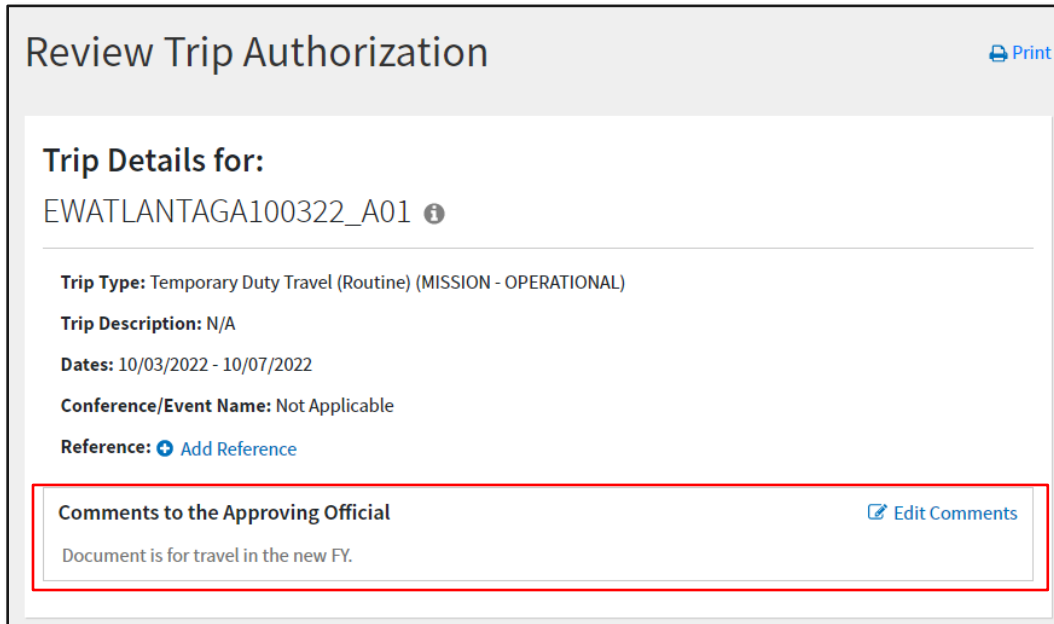 Review Trip Authorization
Print
Trip Details for:
EWATLANTAGA100322_A01
Trip Type: Temporary Duty Travel (Routine) (MISSION - OPERATIONAL)
Trip Description: N/A
Dates: 10/03/2022 - 10/07/2022
Conference/Event Name: Not Applicable
Reference: Add Reference
Comments to the Approving Official
Edit Comments
Document is for travel in the new FY.